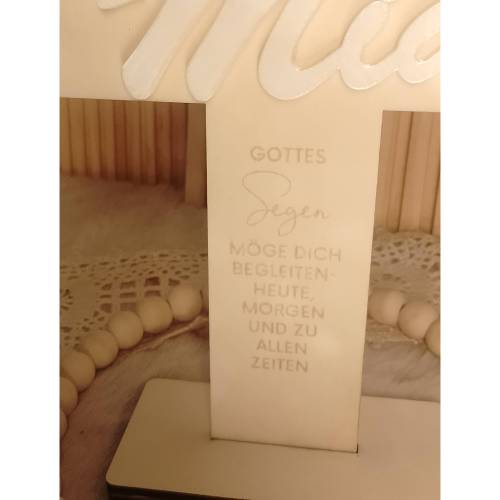 GOTTES
Segen
MÖGE DICH
BEGLEITEN-
HEUTE,
MORGEN
UND ZU
ALLEN
ZEITEN